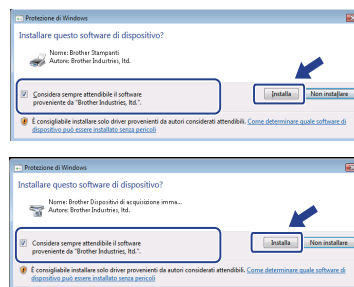 Protezione di Windows
Installare questo software di dispositivo?
Nome: Brother Stampanti
Autore: Brother Industries, ltd.
Considera sempre attendibile il software
proveniente da "Brother Industries, ltd.".
Installa
Non installare
È consigliabile installare solo driver provenienti da autori considerati attendibili. Come determinare quale software di
dispositivo può essere installato senza pericoli
Protezione di Windows
Installare questo software di dispositivo?
Nome: Brother Dispositivi di acquisizione imma...
Autore: Brother Industries, ltd.
Considera sempre attendibile il software
proveniente da "Brother Industries, ltd.".
Installa
Non installare
È consigliabile installare solo driver provenienti da autori considerati attendibili. Come determinare quale software di
dispositivo può essere installato senza pericoli